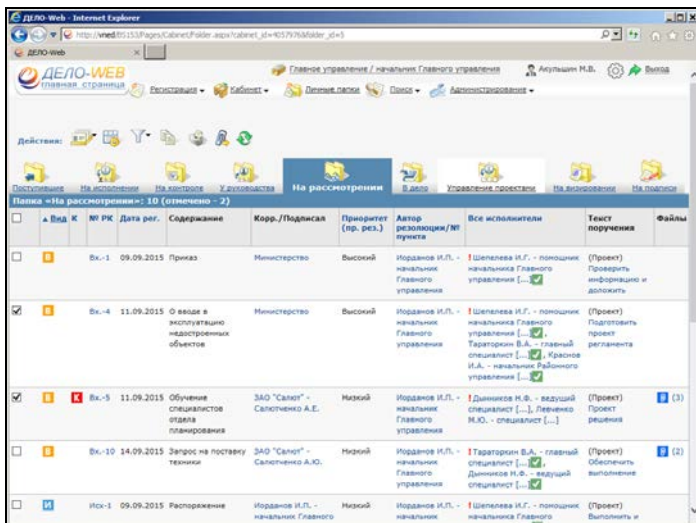 ДЕЛО-Web - Internet Explorer
ДЕЛО-Web
ДЕЛО-WEB
главная страница
Главное управление / начальник Главного управления
Акульшин М.В.
Выход
Регистрация
Кабинет
Личные папки
Поиск
Администрирование
Действия:
Поступившие
На исполнении
На контроле
У руководства
На рассмотрении
В дело
Управление проектами
На визировании
На подписи
Папка «На рассмотрении»: 10 (отмечено - 2)
Вид К № РК Дата рег. Содержание Корр./Подписал Приоритет (пр. рез.) Автор резолюции/№ пункта Все исполнители Текст поручения Файлы
В Вх.-1 09.09.2015 Приказ Министерство Высокий Иорданов И.П. - (Проект)
! Шепелева И.Г. - помощник
начальник Главного управления
начальника Главного управления [...]
Проверить информацию и доложить
В Вх.-4 11.09.2015 О вводе в эксплуатацию недостроенных объектов
Министерство Высокий Иорданов И.П. - начальник Главного управления
! Шепелева И.Г. - помощник начальника Главного управления [...] ,
Тараторкин В.А. - главный специалист [...] , Краснов И.А. - начальник Районного управления [...]
(Проект) Подготовить проект регламента
В К Вх.-5 11.09.2015 Обучение специалистов отдела планирования
ЗАО "Салют" - Салютченко А.Е.
Низкий Иорданов И.П. - начальник Главного управления
! Дынников Н.Ф. - ведущий специалист [...], Левченко М.Ю. - специалист [...]
(Проект) Проект решения
(3)
В Вх.-10 14.09.2015 Запрос на поставку техники
ЗАО "Салют" - Салютченко А.Ю.
Низкий Иорданов И.П. - начальник Главного управления
! Тараторкин В.А. - главный специалист [...] ,
Дынников Н.Ф. - ведущий специалист [...]
(Проект) Обеспечить выполнение
(2)
И Исх-1 09.09.2015 Распоряжение
Иорданов И.П. - начальник Главного
Низкий Иорданов И.П. - начальник
! Шепелева И.Г. - помощник начальника Главного
(Проект) Выполнить и